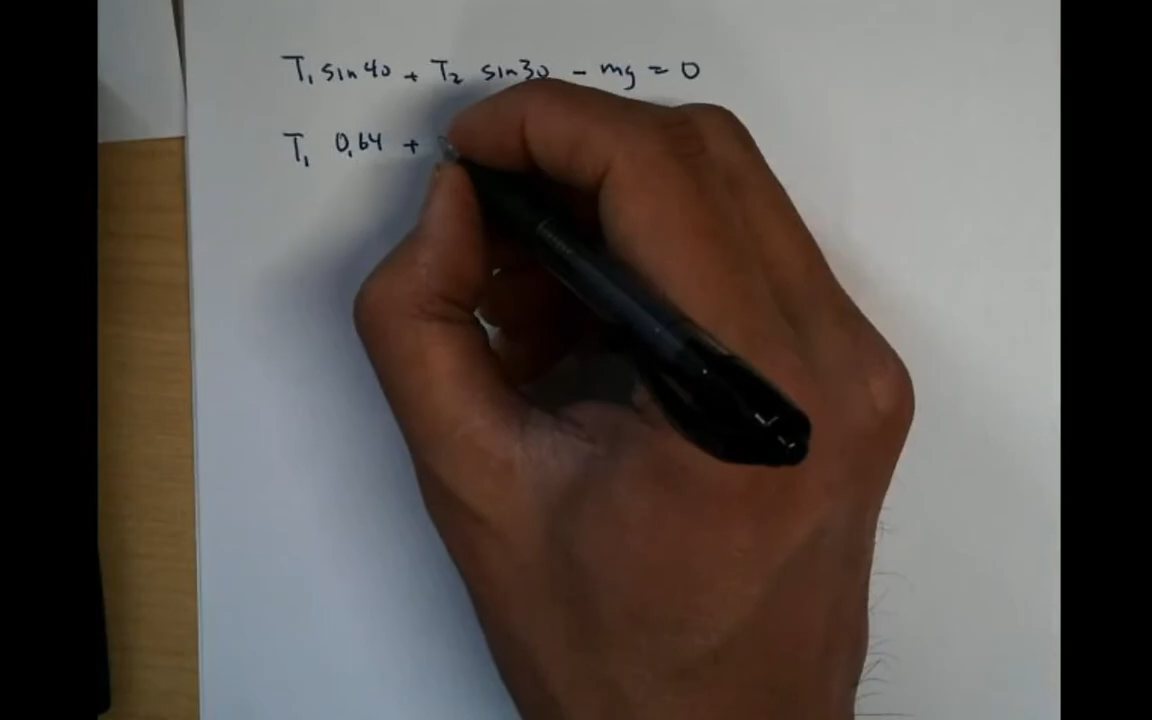 T₁ sin 40 + T₂ sin 30 - mg = 0
T₁ 0,64 +